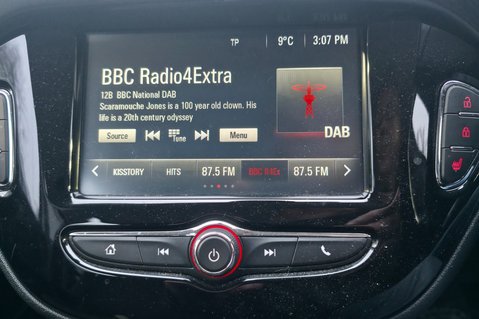 TP 9°C 3:07 PM
BBC Radio4Extra
12B BBC National DAB
Scaramouche Jones is a 100 year old clown. His
life is a 20th century odyssey
DAB
Source Tune Menu
KISSTORY HITS 87.5 FM BBC R4Ex 87.5 FM